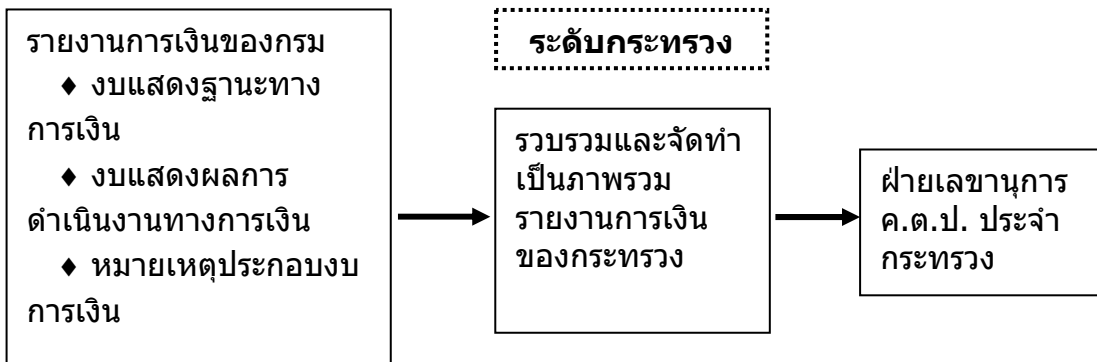 รายงานการเงินของกรม
♦ งบแสดงฐานะทาง
การเงิน
♦ งบแสดงผลการ
ดำเนินงานทางการเงิน
♦ หมายเหตุประกอบงบ
การเงิน
ระดับกระทรวง
รวบรวมและจัดทำ
เป็นภาพรวม
รายงานการเงิน
ของกระทรวง
ฝ่ายเลขานุการ
ค.ต.ป. ประจำ
กระทรวง